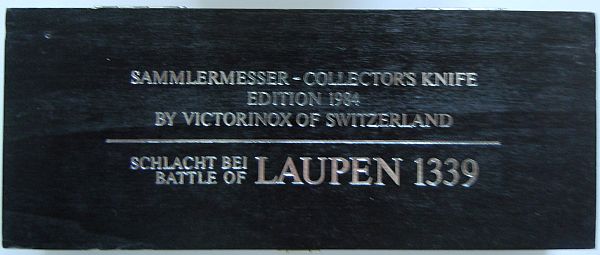 SAMMLERMESSER - COLLECTOR'S KNIFE
EDITION 1984
BY VICTORINOX OF SWITZERLAND
SCHLACHT BEI
BATTLE OF
LAUPEN 1339